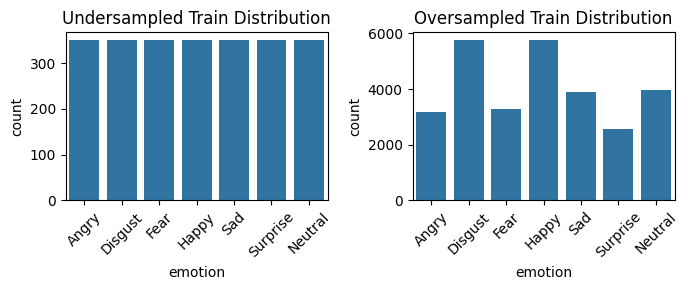 Undersampled Train Distribution
count
300
200
100
0
Angry
Disgust
Fear
Happy
Sad
Surprise
Neutral
emotion
Oversampled Train Distribution
count
6000
4000
2000
0
Angry
Disgust
Fear
Happy
Sad
Surprise
Neutral
emotion